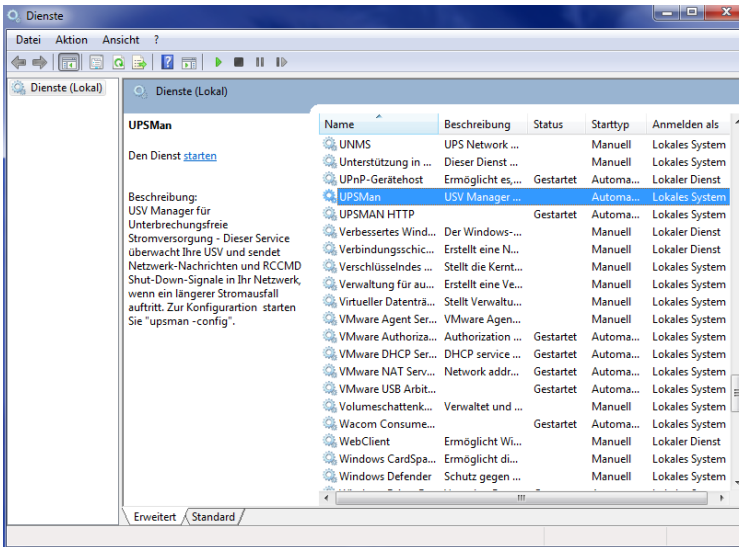 Dienste
Datei Aktion Ansicht ?
Dienste (Lokal)
Dienste (Lokal)
UPSMan
Den Dienst starten
Beschreibung:
USV Manager für
Unterbrechungsfreie
Stromversorgung - Dieser Service
überwacht Ihre USV und sendet
Netzwerk-Nachrichten und RCCMD
Shut-Down-Signale in Ihr Netzwerk,
wenn ein längerer Stromausfall
auftritt. Zur Konfigurartion starten
Sie "upsman -config".
Name Beschreibung Status Starttyp Anmelden als
UNMS UPS Network ... Manuell Lokales System
Unterstützung in ... Dieser Dienst ... Manuell Lokales System
UPnP-Gerätehost Ermöglicht es,... Gestartet Automa... Lokaler Dienst
UPSMan USV Manager ... Automa... Lokales System
UPSMAN HTTP Gestartet Automa... Lokales System
Verbessertes Wind... Der Windows-... Manuell Lokaler Dienst
Verbindungsschic... Erstellt eine N... Manuell Lokaler Dienst
Verschlüsselndes ... Stellt die Kernt... Manuell Lokales System
Verwaltung für au... Erstellt eine Ve... Manuell Lokales System
Virtueller Datenträ... Stellt Verwaltu... Manuell Lokales System
VMware Agent Ser... VMware Agen... Manuell Lokales System
VMware Authoriza... Authorization ... Gestartet Automa... Lokales System
VMware DHCP Ser... DHCP service ... Gestartet Automa... Lokales System
VMware NAT Serv... Network addr... Gestartet Automa... Lokales System
VMware USB Arbit... Gestartet Automa... Lokales System
Volumeschattenk... Verwaltet und ... Manuell Lokales System
Wacom Consume... Gestartet Automa... Lokales System
WebClient Ermöglicht Wi... Manuell Lokaler Dienst
Windows CardSpa... Ermöglicht di... Manuell Lokales System
Windows Defender Schutz gegen ... Manuell Lokales System
Erweitert Standard